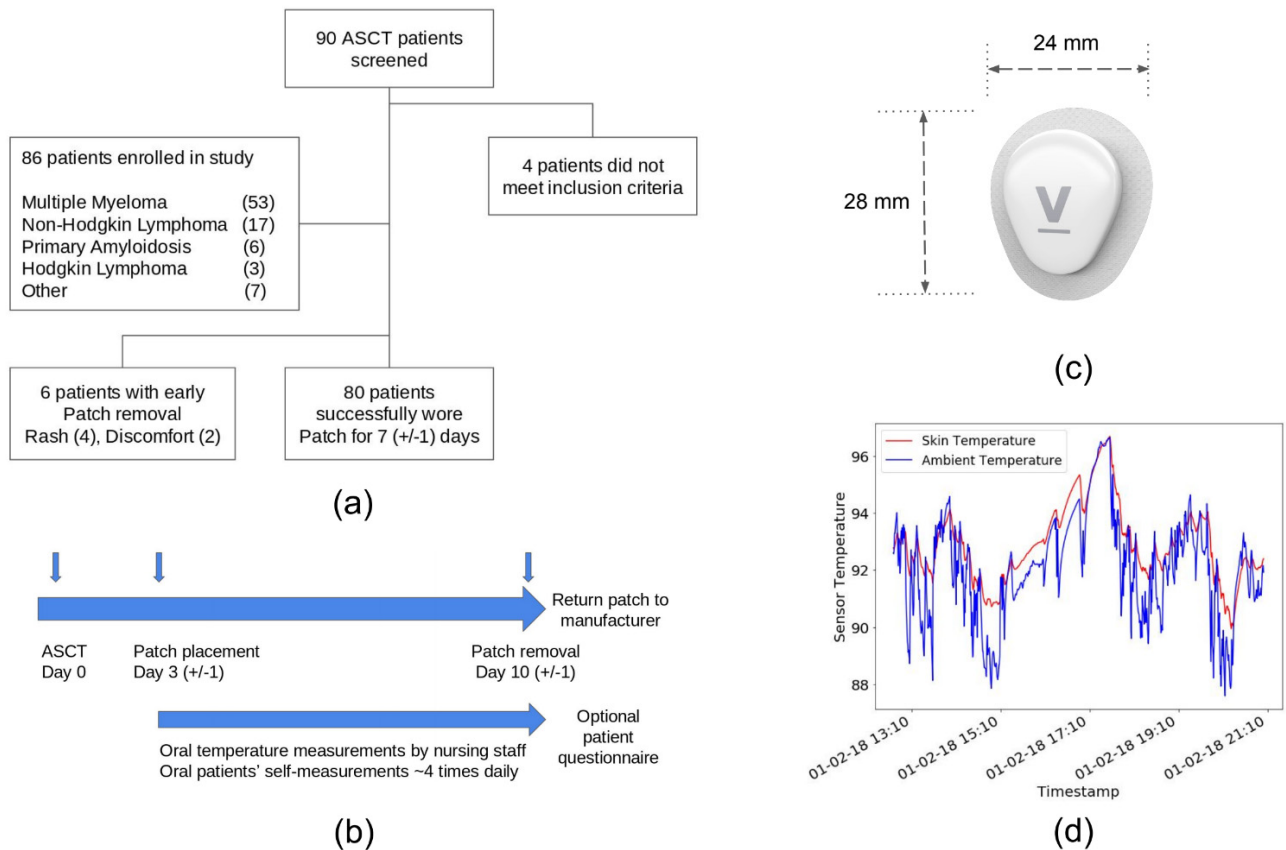 90 ASCT patients
screened
86 patients enrolled in study
Multiple Myeloma (53)
Non-Hodgkin Lymphoma (17)
Primary Amyloidosis (6)
Hodgkin Lymphoma (3)
Other (7)
4 patients did not
meet inclusion criteria
6 patients with early
Patch removal
Rash (4), Discomfort (2)
80 patients
successfully wore
Patch for 7 (+/-1) days
(a)
Return patch to
manufacturer
ASCT
Day 0
Patch placement
Day 3 (+/-1)
Patch removal
Day 10 (+/-1)
Oral temperature measurements by nursing staff
Oral patients' self-measurements ~4 times daily
Optional
patient
questionnaire
(b)
24 mm
28 mm
V
(c)
Skin Temperature
Ambient Temperature
Sensor Temperature
96
94
92
90
88
01-02-18 13:10
01-02-18 15:10
01-02-18 17:10
01-02-18 19:10
01-02-18 21:10
Timestamp
(d)